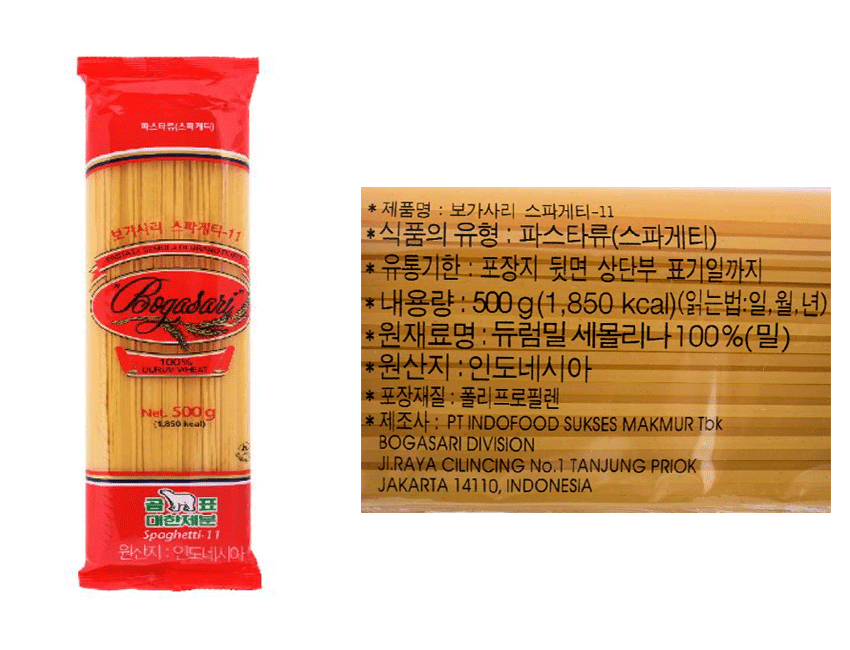 파스타류(스파게티)
보가사리 스파게티-11
"Bogasari"
100%
DURUM WHEAT
Net. 500 g
(1,850 kcal)
곰표
대한제분
Spaghetti-11
원산지 : 인도네시아
* 제품명 : 보가사리 스파게티-11
* 식품의 유형 : 파스타류(스파게티)
* 유통기한 : 포장지 뒷면 상단부 표기일까지
* 내용량 : 500 g(1,850 kcal)(읽는법:일,월,년)
* 원재료명 : 듀럼밀 세몰리나 100%(밀)
* 원산지 : 인도네시아
* 포장재질 : 폴리프로필렌
* 제조사 : PT INDOFOOD SUKSES MAKMUR Tbk
BOGASARI DIVISION
Jl.RAYA CILINCING No.1 TANJUNG PRIOK
JAKARTA 14110, INDONESIA